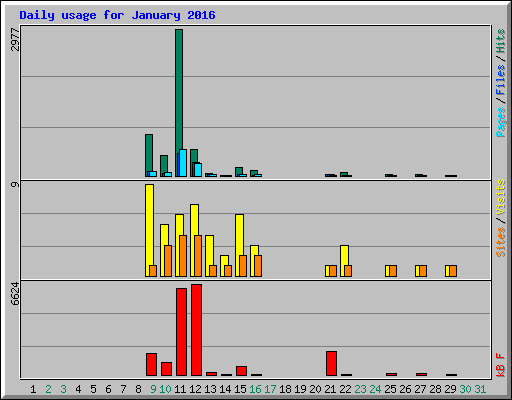 Daily usage for January 2016
2977
Pages / Files / Hits
9
Sites / Visits
6624
kB F
1 2 3 4 5 6 7 8 9 10 11 12 13 14 15 16 17 18 19 20 21 22 23 24 25 26 27 28 29 30 31